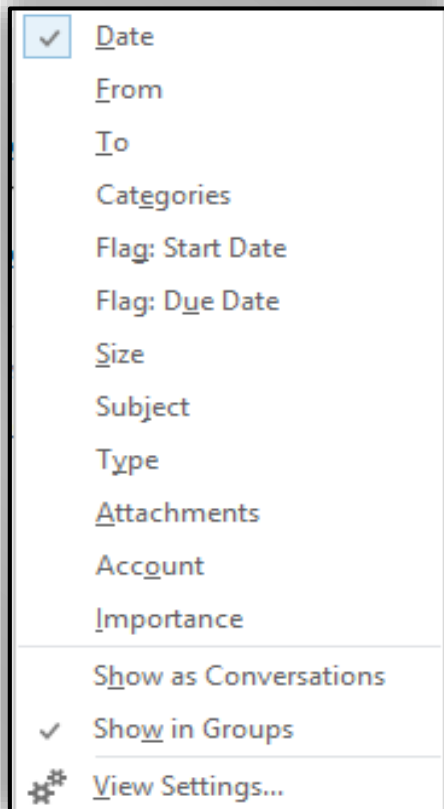 Date
From
To
Categories
Flag: Start Date
Flag: Due Date
Size
Subject
Type
Attachments
Account
Importance
Show as Conversations
Show in Groups
View Settings...